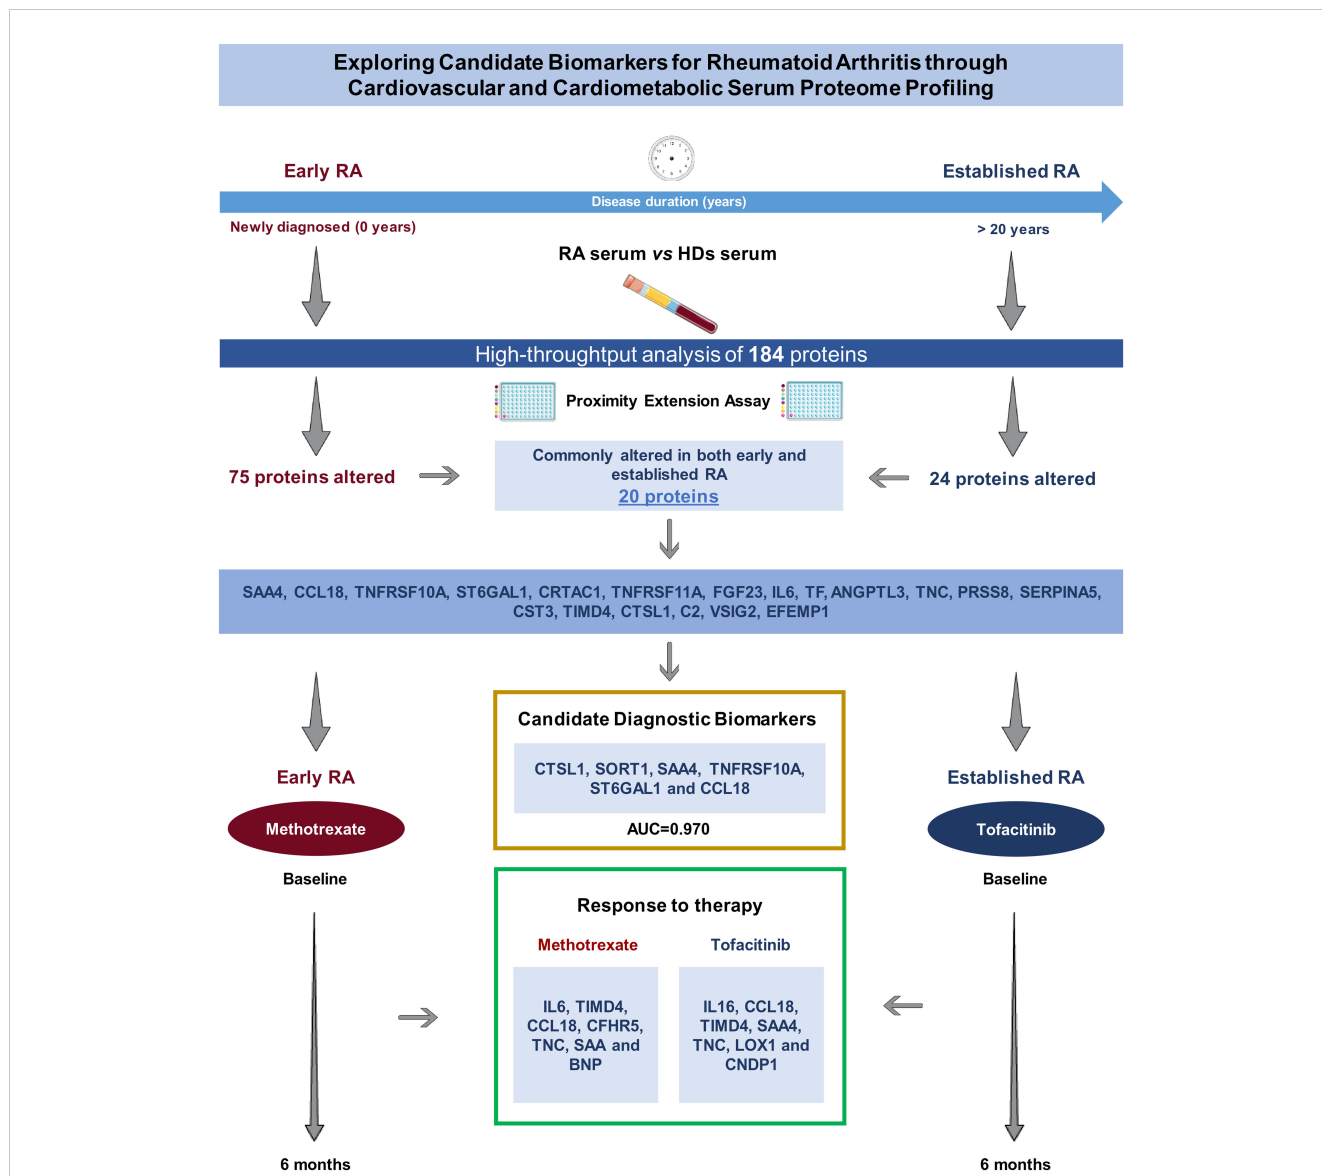 Exploring Candidate Biomarkers for Rheumatoid Arthritis through
Cardiovascular and Cardiometabolic Serum Proteome Profiling
Early RA
Established RA
Disease duration (years)
Newly diagnosed (0 years)
> 20 years
RA serum vs HDs serum
High-throughtput analysis of 184 proteins
Proximity Extension Assay
75 proteins altered
Commonly altered in both early and
established RA
20 proteins
24 proteins altered
SAA4, CCL18, TNFRSF10A, ST6GAL1, CRTAC1, TNFRSF11A, FGF23, IL6, TF, ANGPTL3, TNC, PRSS8, SERPINA5,
CST3, TIMD4, CTSL1, C2, VSIG2, EFEMP1
Candidate Diagnostic Biomarkers
CTSL1, SORT1, SAA4, TNFRSF10A,
ST6GAL1 and CCL18
AUC=0.970
Early RA
Methotrexate
Baseline
Established RA
Tofacitinib
Baseline
Response to therapy
Methotrexate
IL6, TIMD4,
CCL18, CFHR5,
TNC, SAA and
BNP
Tofacitinib
IL16, CCL18,
TIMD4, SAA4,
TNC, LOX1 and
CNDP1
6 months
6 months